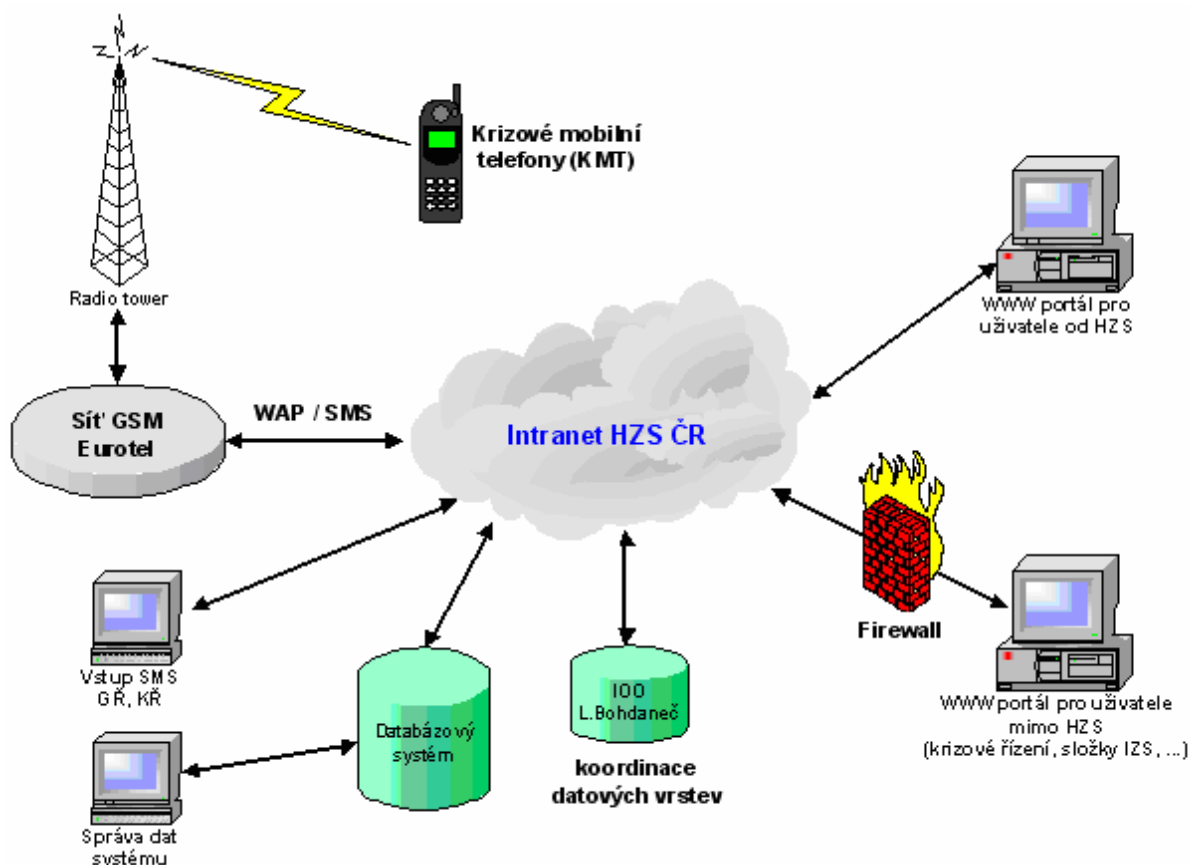 Krizové mobilní
telefony (KMT)
Radio tower
WWW portál pro
uživatele od HZS
Síť GSM
Eurotel
WAP / SMS
Intranet HZS ČR
Firewall
Vstup SMS
GŘ, KŘ
Databázový
systém
IOO
L.Bohdaneč
koordinace
datových vrstev
WWW portál pro uživatele
mimo HZS
(krizové řízení, složky IZS, ...)
Správa dat
systému